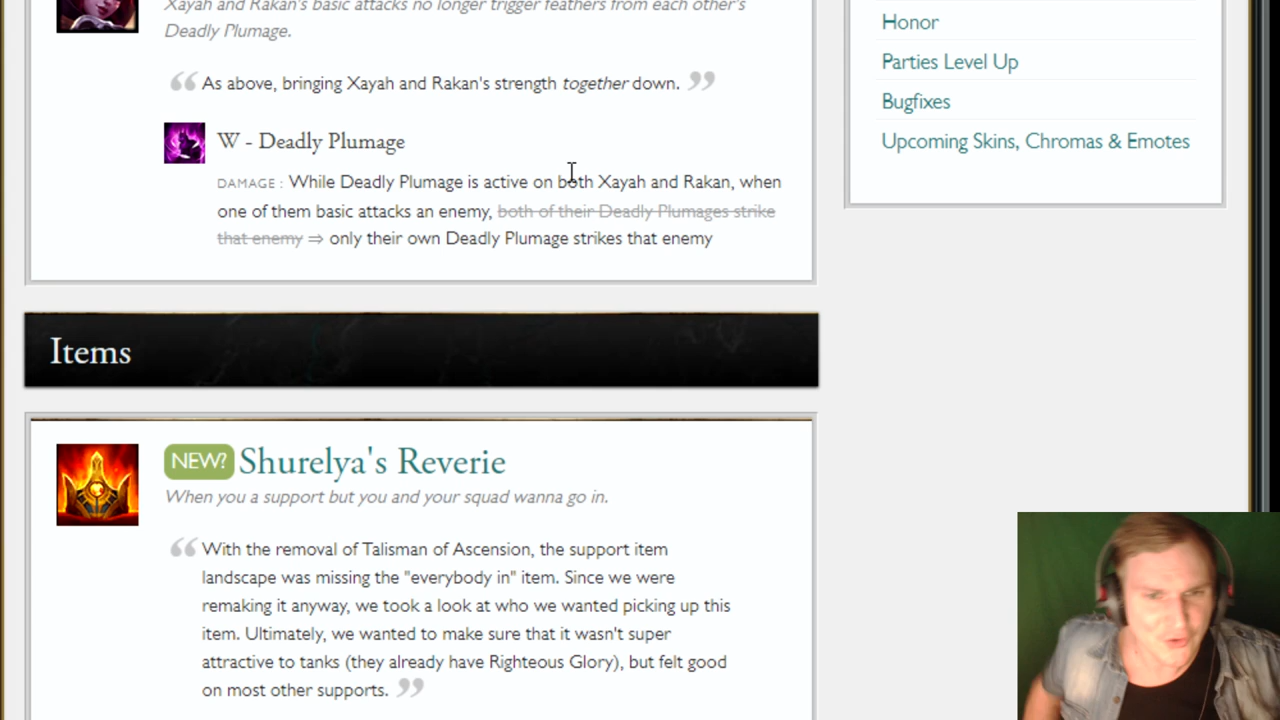 Xayah and Rakan's basic attacks no longer trigger feathers from each other's
Deadly Plumage.
“ As above, bringing Xayah and Rakan's strength together down. ”
W - Deadly Plumage
DAMAGE : While Deadly Plumage is active on both Xayah and Rakan, when
one of them basic attacks an enemy, both of their Deadly Plumages strike
that enemy ⇒ only their own Deadly Plumage strikes that enemy
Items
NEW? Shurelya's Reverie
When you a support but you and your squad wanna go in.
“ With the removal of Talisman of Ascension, the support item
landscape was missing the "everybody in" item. Since we were
remaking it anyway, we took a look at who we wanted picking up this
item. Ultimately, we wanted to make sure that it wasn't super
attractive to tanks (they already have Righteous Glory), but felt good
on most other supports. ”
Honor
Parties Level Up
Bugfixes
Upcoming Skins, Chromas & Emotes